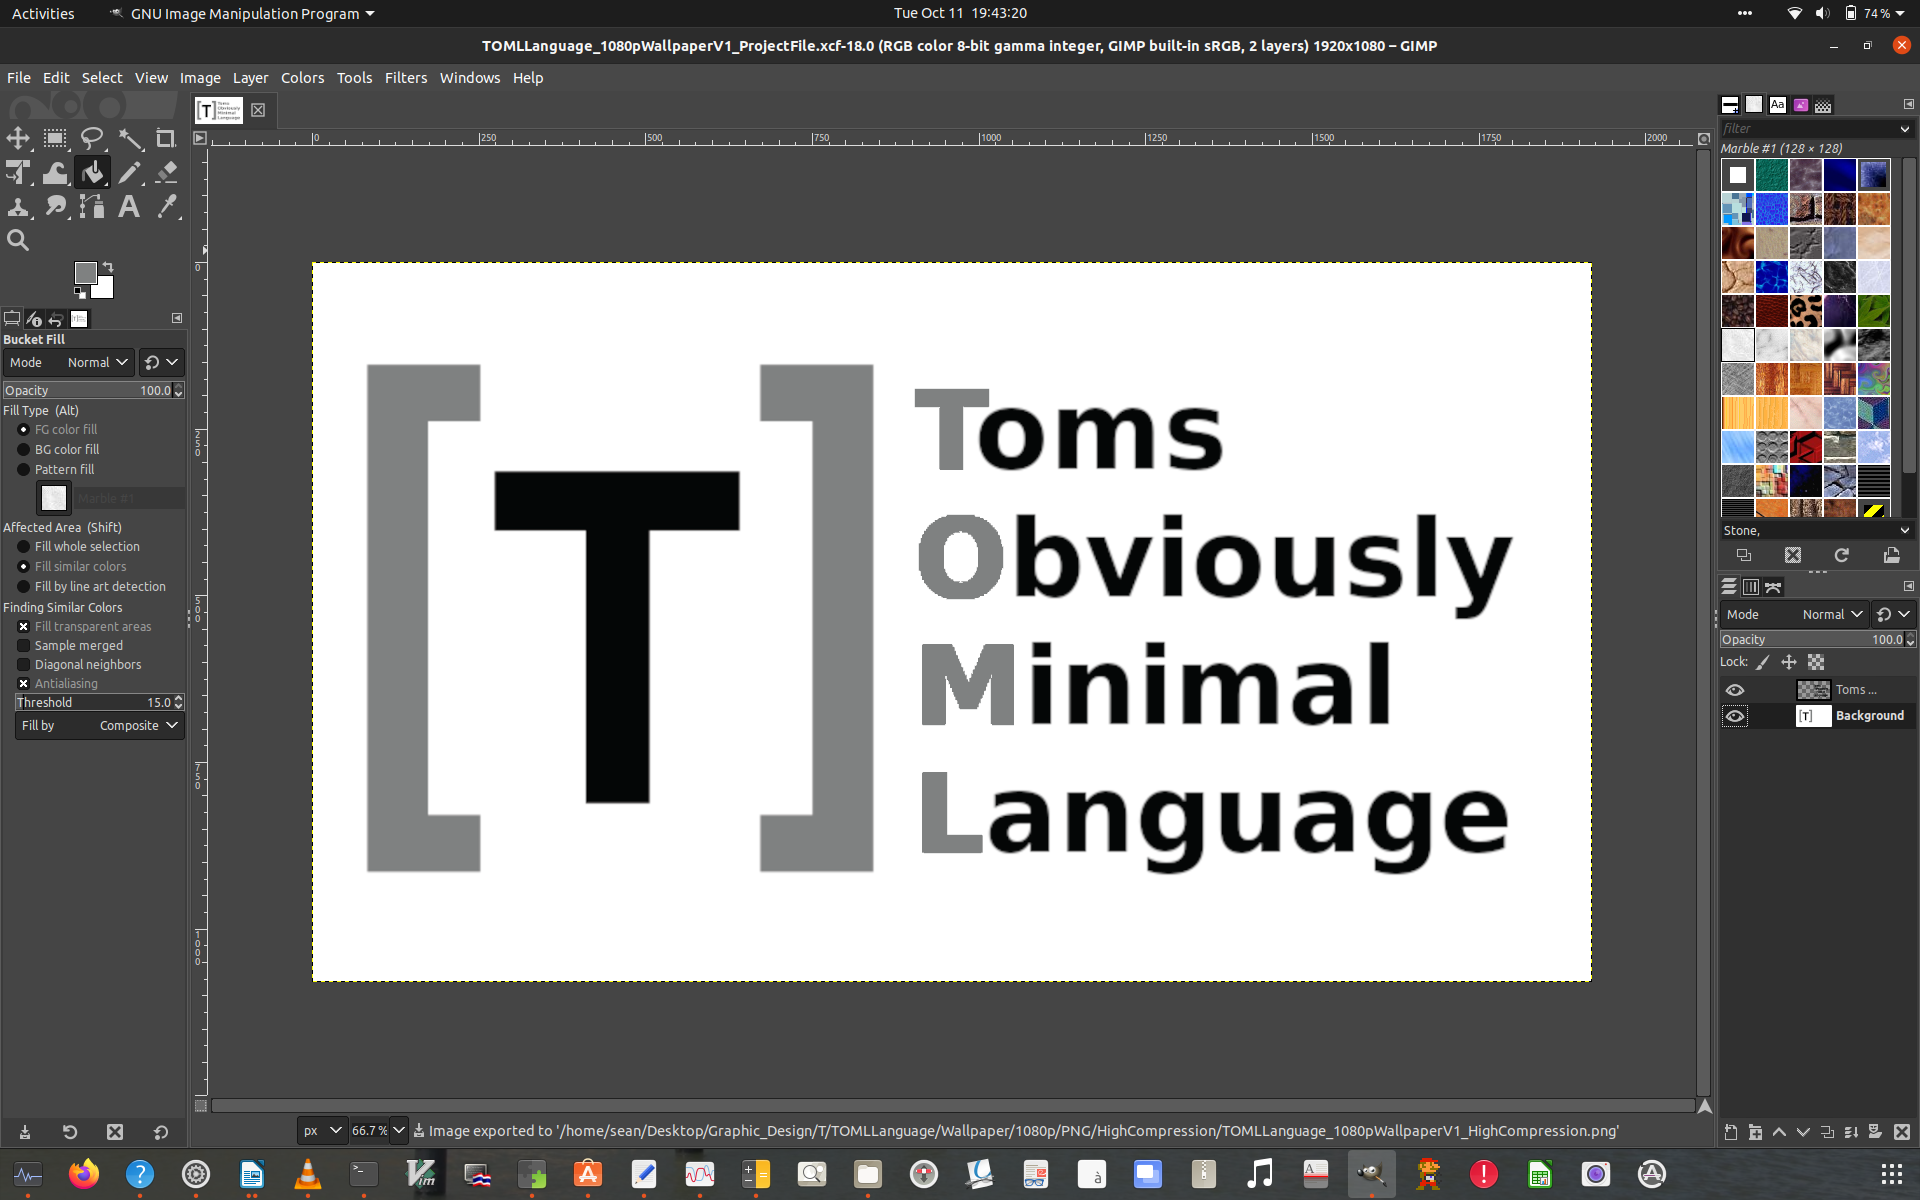 Activities
GNU Image Manipulation Program
Tue Oct 11 19:43:20
74 %
TOMLLanguage_1080pWallpaperV1_ProjectFile.xcf-18.0 (RGB color 8-bit gamma integer, GIMP built-in sRGB, 2 layers) 1920x1080 – GIMP
File Edit Select View Image Layer Colors Tools Filters Windows Help
0 250 500 750 1000 1250 1500 1750 2000
0
250
500
750
1000
Bucket Fill
Mode Normal
Opacity 100.0
Fill Type (Alt)
FG color fill
BG color fill
Pattern fill
Marble #1
Affected Area (Shift)
Fill whole selection
Fill similar colors
Fill by line art detection
Finding Similar Colors
Fill transparent areas
Sample merged
Diagonal neighbors
Antialiasing
Threshold 15.0
Fill by Composite
[T]
Toms
Obviously
Minimal
Language
px 66.7 % Image exported to '/home/sean/Desktop/Graphic_Design/T/TOMLLanguage/Wallpaper/1080p/PNG/HighCompression/TOMLLanguage_1080pWallpaperV1_HighCompression.png'
Aa
filter
Marble #1 (128 × 128)
Stone,
Mode Normal
Opacity 100.0
Lock:
Toms ...
Background